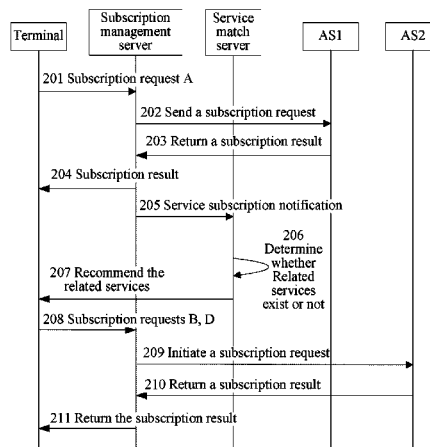 Terminal
Subscription
management
server
Service
match
server
AS1
AS2
201 Subscription request A
202 Send a subscription request
203 Return a subscription result
204 Subscription result
205 Service subscription notification
206
Determine
whether
Related
services
exist or not
207 Recommend the
related services
208 Subscription requests B, D
209 Initiate a subscription request
210 Return a subscription result
211 Return the subscription result